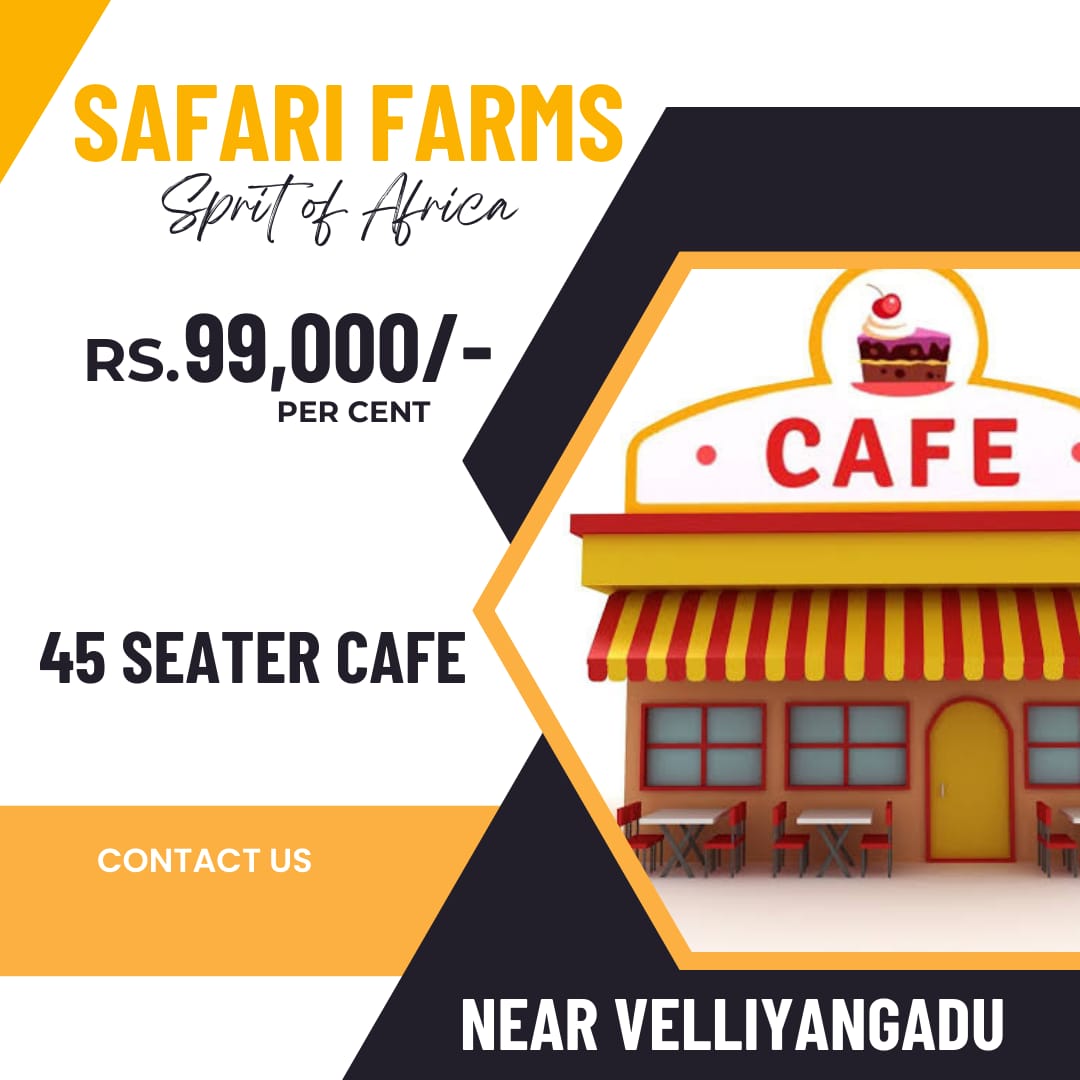 SAFARI FARMS
Sprit of Africa
RS.99,000/-
PER CENT
CAFE
45 SEATER CAFE
CONTACT US
NEAR VELLIYANGADU